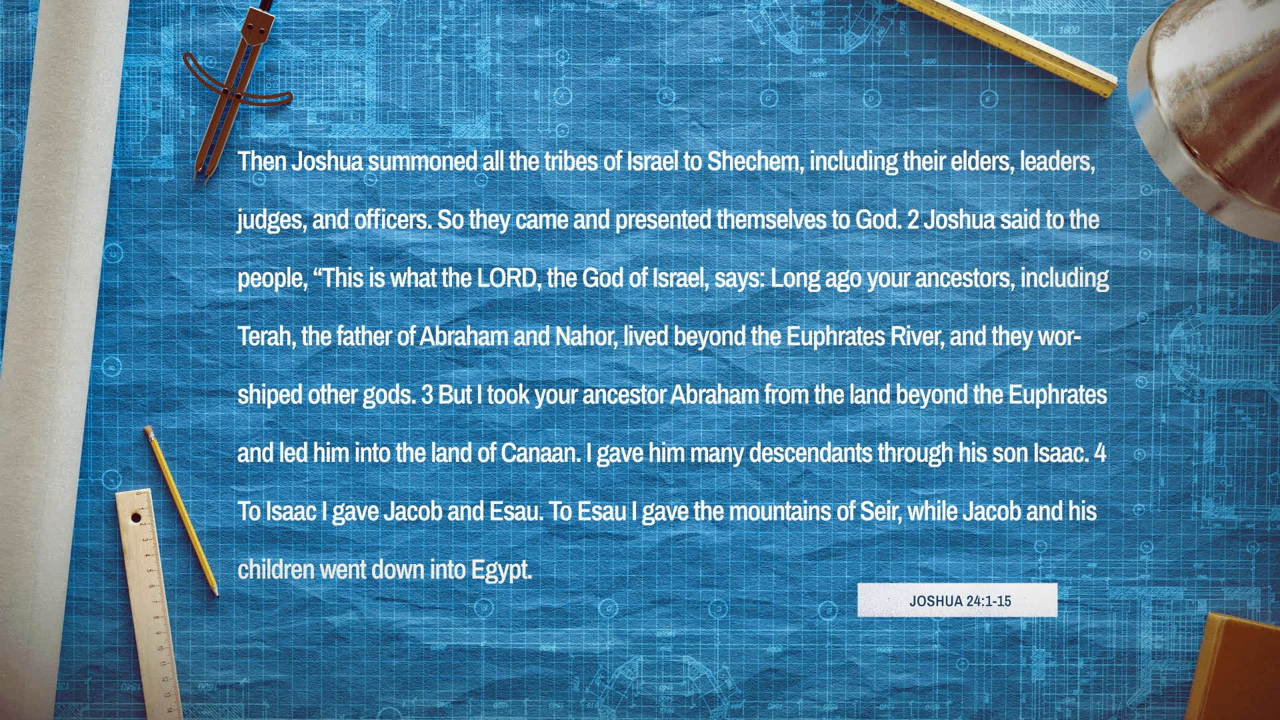 Then Joshua summoned all the tribes of Israel to Shechem, including their elders, leaders,
judges, and officers. So they came and presented themselves to God. 2 Joshua said to the
people, “This is what the LORD, the God of Israel, says: Long ago your ancestors, including
Terah, the father of Abraham and Nahor, lived beyond the Euphrates River, and they wor-
shiped other gods. 3 But I took your ancestor Abraham from the land beyond the Euphrates
and led him into the land of Canaan. I gave him many descendants through his son Isaac. 4
To Isaac I gave Jacob and Esau. To Esau I gave the mountains of Seir, while Jacob and his
children went down into Egypt.
JOSHUA 24:1-15